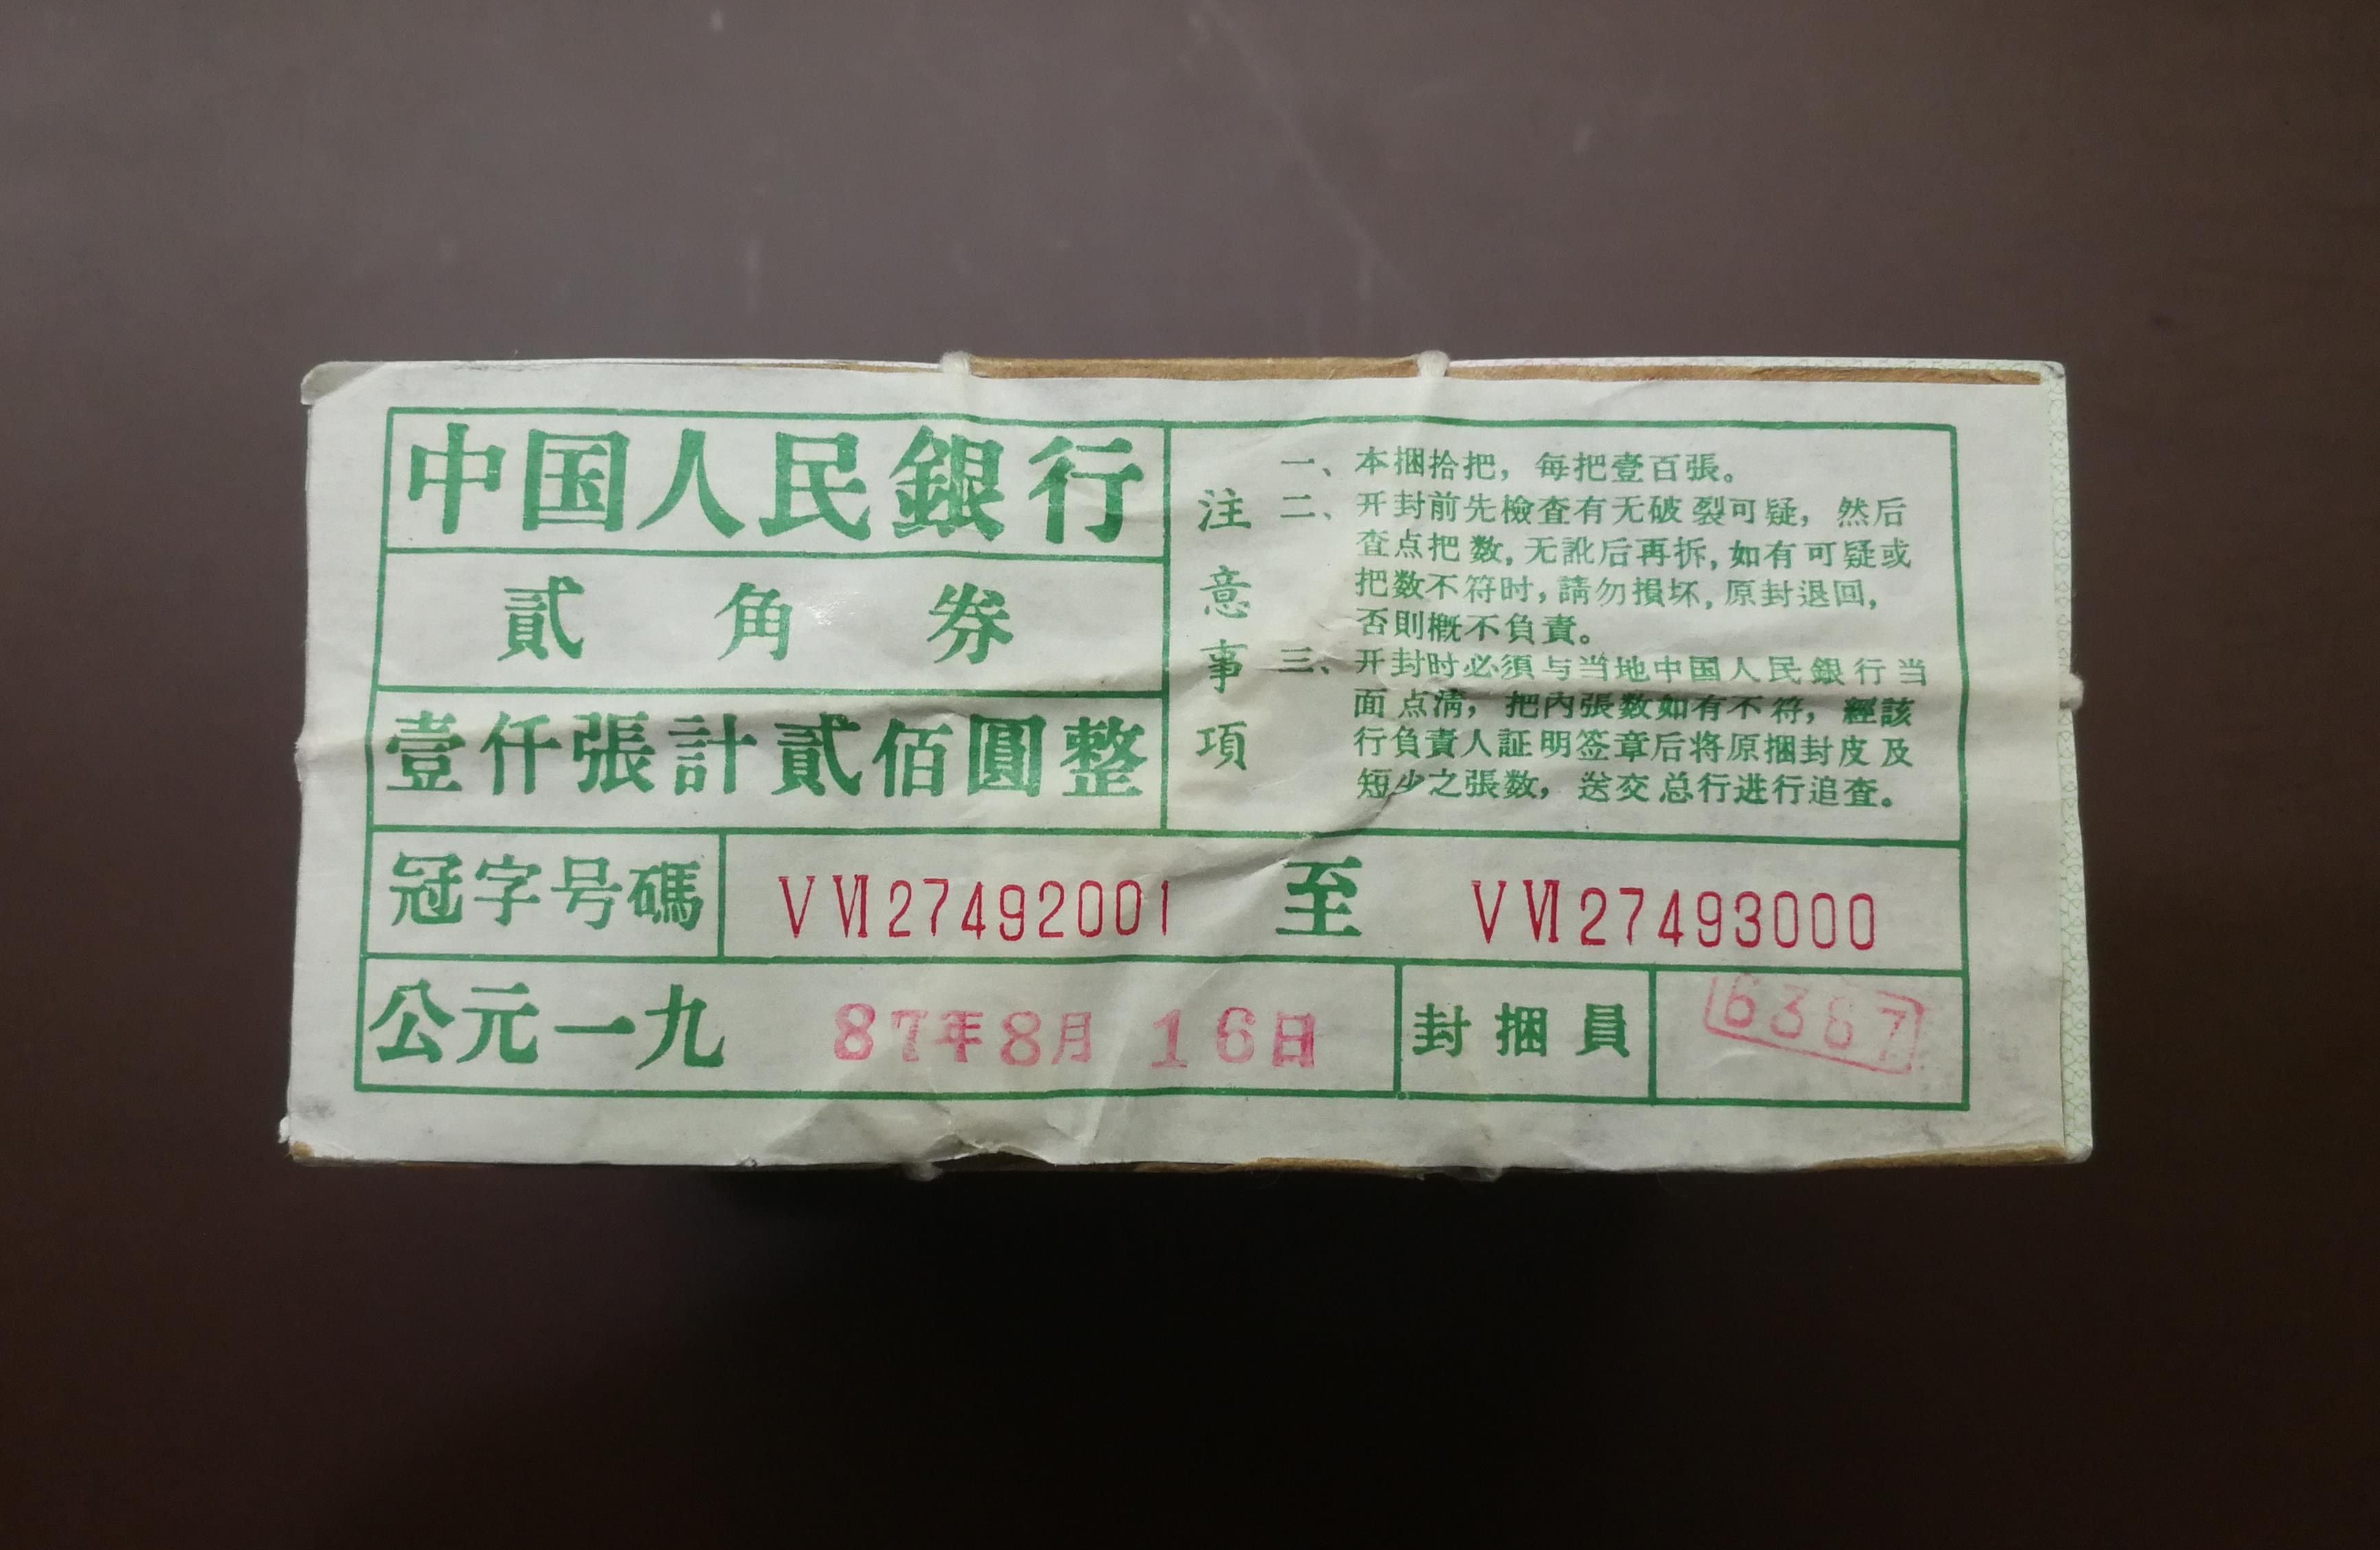 中国人民銀行
貳角券
壹仟張計貳佰圓整
注意事項
一、本捆拾把，每把壹百張。
二、开封前先檢查有无破裂可疑，然后
查点把数，无訛后再拆，如有可疑或
把数不符时，請勿損坏，原封退回，
否則概不負責。
三、开封时必須与当地中国人民銀行当
面点清，把內張数如有不符，經該
行負責人証明签章后将原捆封皮及
短少之張数，送交总行进行追查。
冠字号碼 VⅥ27492001 至 VⅥ27493000
公元一九87年8月16日 封捆員 6367